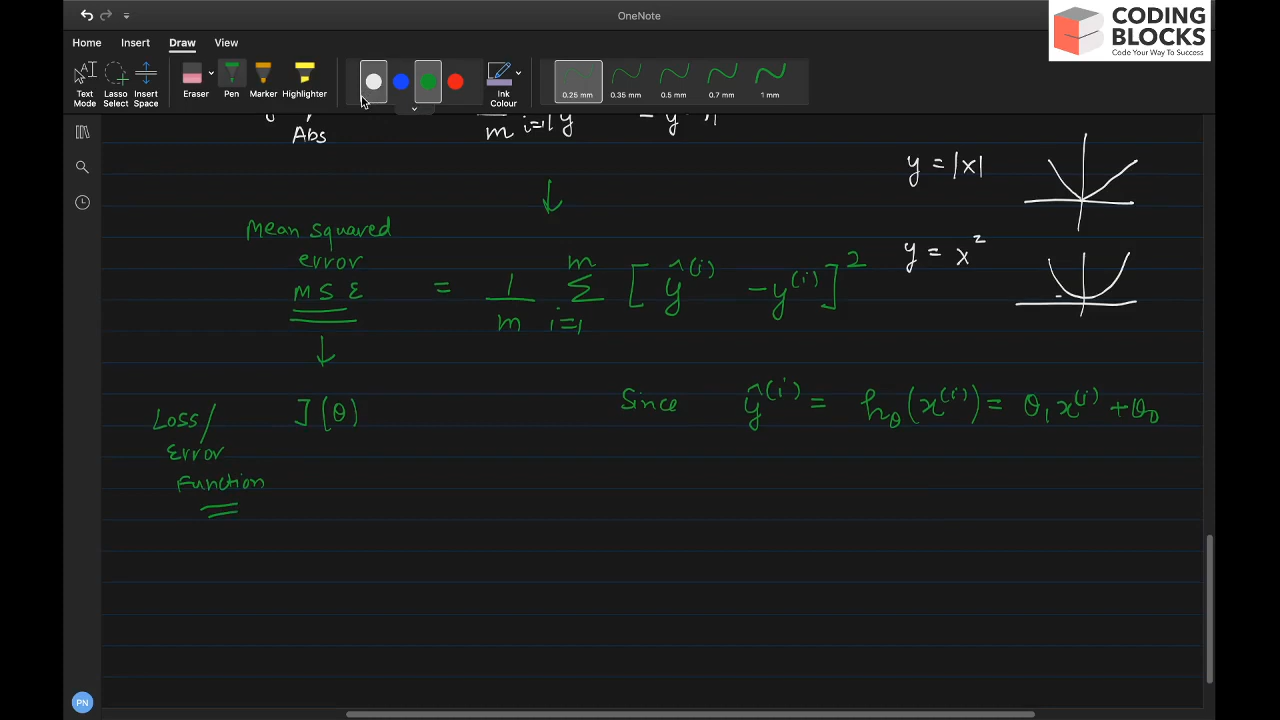 OneNote
CODING
BLOCKS
Code Your Way To Success
Home Insert Draw View
Text Mode
Lasso Select
Insert Space
Eraser
Pen
Marker
Highlighter
Ink Colour
0.25 mm 0.35 mm 0.5 mm 0.7 mm 1 mm
Abs
m i=1
y = |x|
y = x²
Mean squared
error
MSE = 1/m Σ_{i=1}^{m} [ŷ^(i) - y^(i)]²
J(θ)
Loss/
Error
Function
Since ŷ^(i) = h_θ(x^(i)) = θ₁x^(i) + θ₀
PN